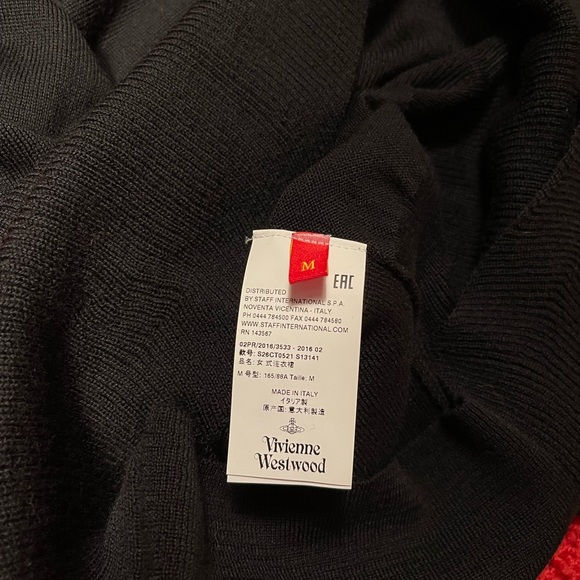 M
EAC
DISTRIBUTED
BY STAFF INTERNATIONAL S.P.A.
NOVENTA VICENTINA - ITALY
PH 0444 784500 FAX 0444 784560
WWW.STAFFINTERNATIONAL.COM
RN 143567
02PR/2016/3533 - 2016 02
款号: S26CT0521 S13141
品名: 女式连衣裙
M 号型: 165/88A Taille: M
MADE IN ITALY
イタリア製
原产国: 意大利製造
Vivienne
Westwood